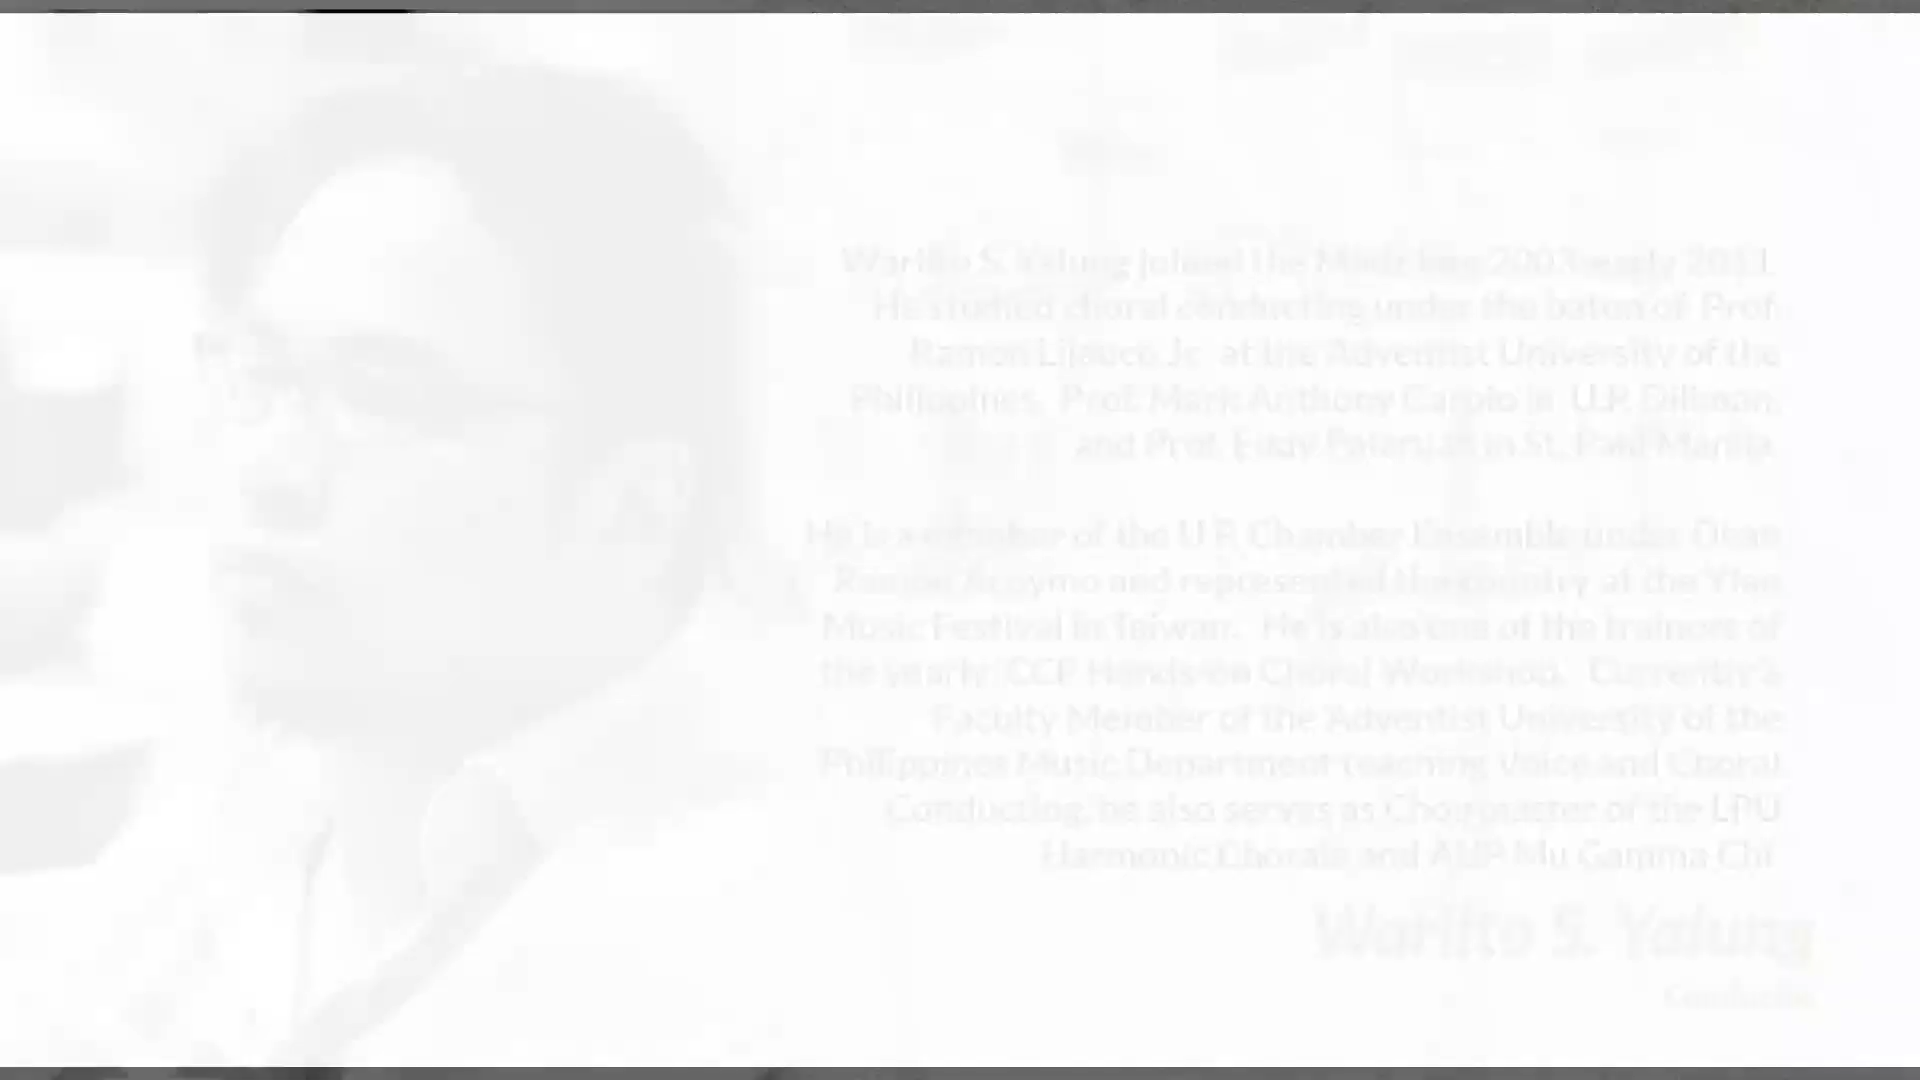 Warlito S. Yalung joined the Madz 2003 2011.
He studied choral conducting under the baton of Prof.
Ramon Lijauco Jr. at the Adventist University of the
Philippines, Prof. Mark Anthony Carpio in U.P. Diliman,
and Prof. Eudy in St. Paul Manila.
He is a member of the U.P. Chamber Ensemble under Dean
Ramon Acoymo and represented the country at the Yilan
Music Festival in Taiwan. He is also one of the trainors of
the yearly CCP Hands-on Choral Workshop. Currently a
Faculty Member of the Adventist University of the
Philippines Music Department teaching Voice and Choral
Conducting, he also serves as Choirmaster of the LPU
Harmonic Chorale and AUP Mu Gamma Chi.
Warlito S. Yalung
Conductor